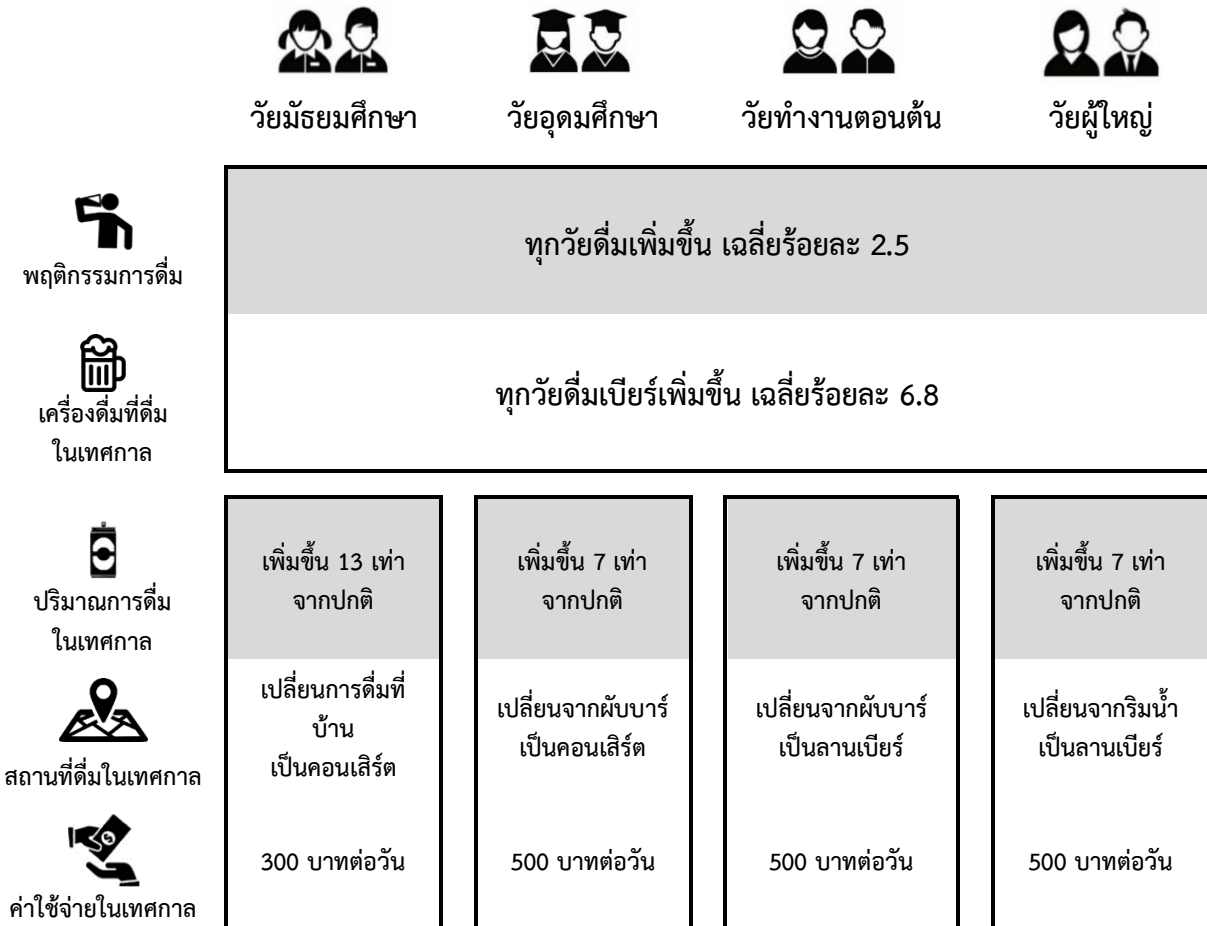 วัยมัธยมศึกษา วัยอุดมศึกษา วัยทำงานตอนต้น วัยผู้ใหญ่
พฤติกรรมการดื่ม
ทุกวัยดื่มเพิ่มขึ้น เฉลี่ยร้อยละ 2.5
เครื่องดื่มที่ดื่ม
ในเทศกาล
ทุกวัยดื่มเบียร์เพิ่มขึ้น เฉลี่ยร้อยละ 6.8
ปริมาณการดื่ม
ในเทศกาล
เพิ่มขึ้น 13 เท่า
จากปกติ
เพิ่มขึ้น 7 เท่า
จากปกติ
เพิ่มขึ้น 7 เท่า
จากปกติ
เพิ่มขึ้น 7 เท่า
จากปกติ
สถานที่ดื่มในเทศกาล
เปลี่ยนการดื่มที่
บ้าน
เป็นคอนเสิร์ต
เปลี่ยนจากผับบาร์
เป็นคอนเสิร์ต
เปลี่ยนจากผับบาร์
เป็นลานเบียร์
เปลี่ยนจากริมน้ำ
เป็นลานเบียร์
ค่าใช้จ่ายในเทศกาล
300 บาทต่อวัน
500 บาทต่อวัน
500 บาทต่อวัน
500 บาทต่อวัน